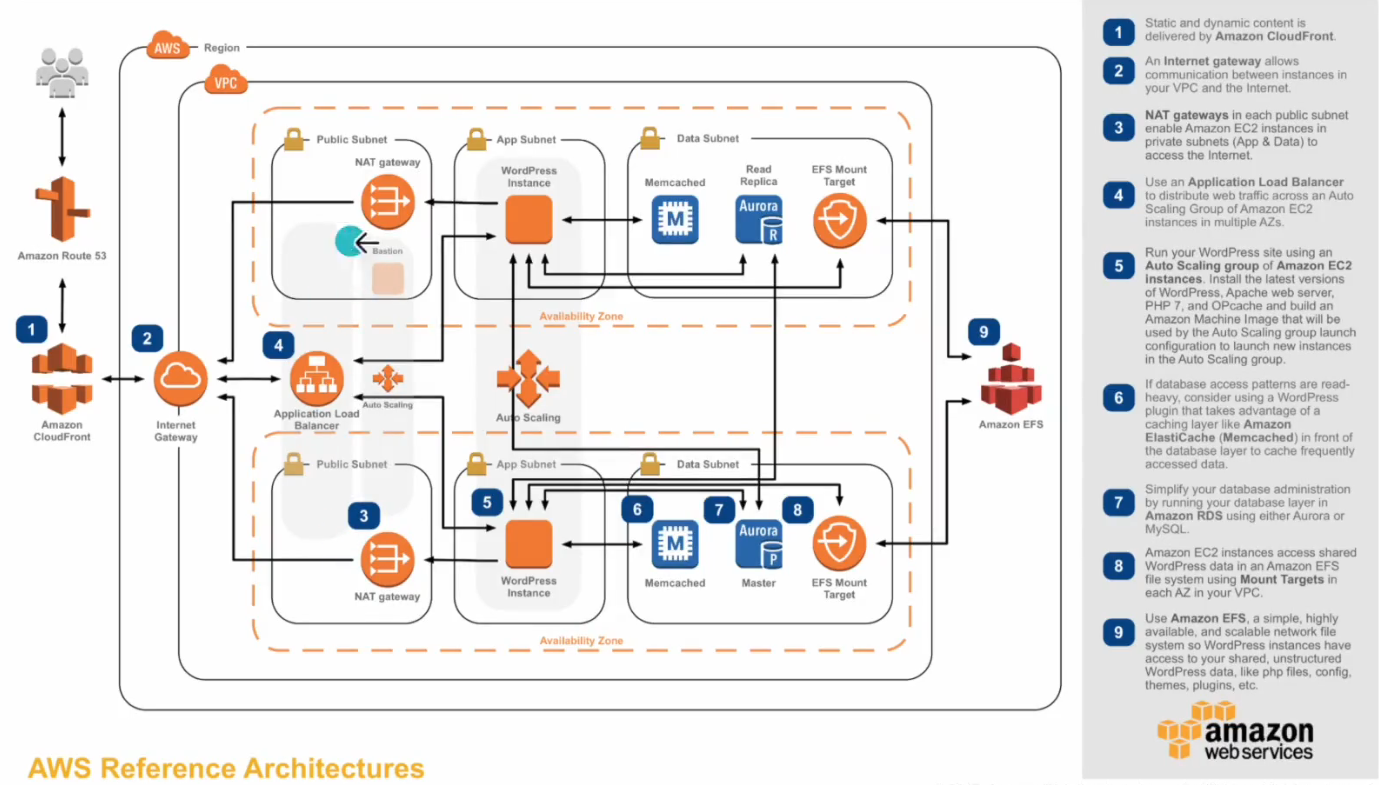 AWS
Region
VPC
Public Subnet
App Subnet
Data Subnet
NAT gateway
WordPress
Instance
Memcached
Read
Replica
EFS Mount
Target
M
Aurora
R
Bastion
Amazon Route 53
Availability Zone
1
2
4
9
Amazon
CloudFront
Internet
Gateway
Application Load
Balancer
Auto Scaling
Auto Scaling
Amazon EFS
Public Subnet
App Subnet
Data Subnet
3
5
6
7
8
M
Aurora
P
NAT gateway
WordPress
Instance
Memcached
Master
EFS Mount
Target
Availability Zone
AWS Reference Architectures
1
Static and dynamic content is
delivered by Amazon CloudFront.
2
An Internet gateway allows
communication between instances in
your VPC and the Internet.
3
NAT gateways in each public subnet
enable Amazon EC2 instances in
private subnets (App & Data) to
access the Internet.
4
Use an Application Load Balancer
to distribute web traffic across an Auto
Scaling Group of Amazon EC2
instances in multiple AZs.
5
Run your WordPress site using an
Auto Scaling group of Amazon EC2
instances. Install the latest versions
of WordPress, Apache web server,
PHP 7, and OPcache and build an
Amazon Machine Image that will be
used by the Auto Scaling group launch
configuration to launch new instances
in the Auto Scaling group.
6
If database access patterns are read-
heavy, consider using a WordPress
plugin that takes advantage of a
caching layer like Amazon
ElastiCache (Memcached) in front of
the database layer to cache frequently
accessed data.
7
Simplify your database administration
by running your database layer in
Amazon RDS using either Aurora or
MySQL.
8
Amazon EC2 instances access shared
WordPress data in an Amazon EFS
file system using Mount Targets in
each AZ in your VPC.
9
Use Amazon EFS, a simple, highly
available, and scalable network file
system so WordPress instances have
access to your shared, unstructured
WordPress data, like php files, config,
themes, plugins, etc.
amazon
web services